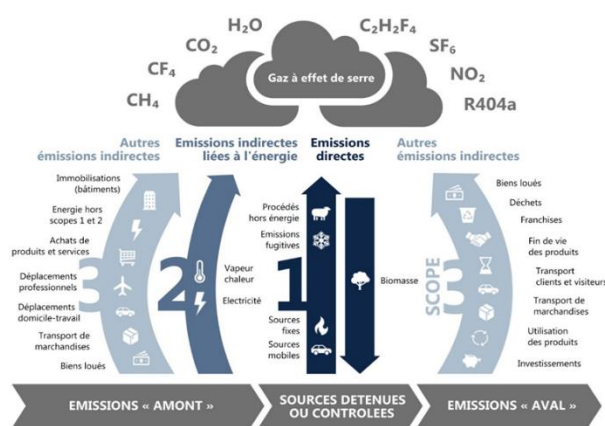 H₂O
C₂H₂F₄
CO₂
SF₆
CF₄
Gaz à effet de serre
NO₂
CH₄
R404a
Autres
émissions indirectes
Emissions indirectes
liées à l'énergie
Emissions
directes
Autres
émissions indirectes
Immobilisations
(bâtiments)
Energie hors
scopes 1 et 2
Achats de
produits et services
Déplacements
professionnels
Déplacements
domicile-travail
Transport de
marchandises
Biens loués
3
2
Vapeur
chaleur
Electricité
1
Procédés
hors énergie
Emissions
fugitives
Sources
fixes
Sources
mobiles
Biomasse
SCOPE
3
Biens loués
Déchets
Franchises
Fin de vie
des produits
Transport
clients et visiteurs
Transport de
marchandises
Utilisation
des produits
Investissements
EMISSIONS « AMONT »
SOURCES DETENUES
OU CONTROLEES
EMISSIONS « AVAL »